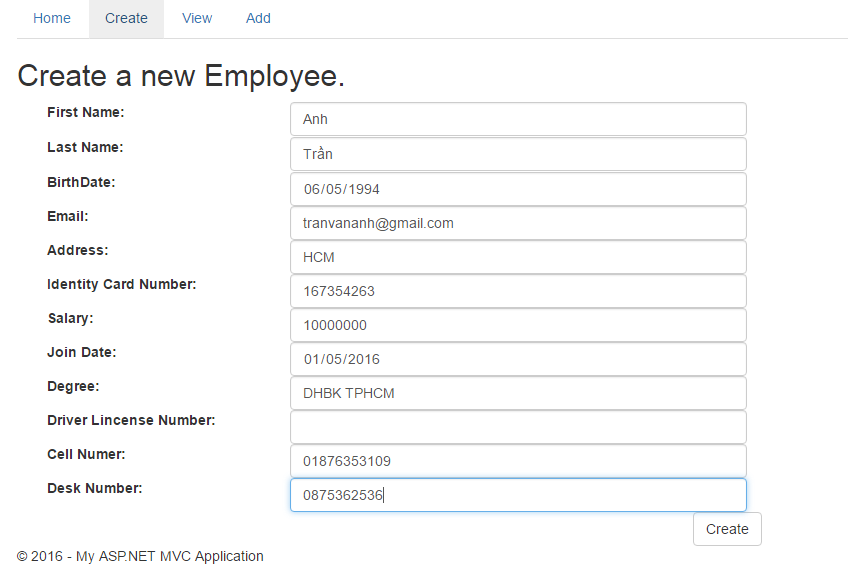 Home Create View Add
Create a new Employee.
First Name: Anh
Last Name: Trần
BirthDate: 06/05/1994
Email: tranvananh@gmail.com
Address: HCM
Identity Card Number: 167354263
Salary: 10000000
Join Date: 01/05/2016
Degree: DHBK TPHCM
Driver Lincense Number:
Cell Numer: 01876353109
Desk Number: 0875362536
Create
© 2016 - My ASP.NET MVC Application